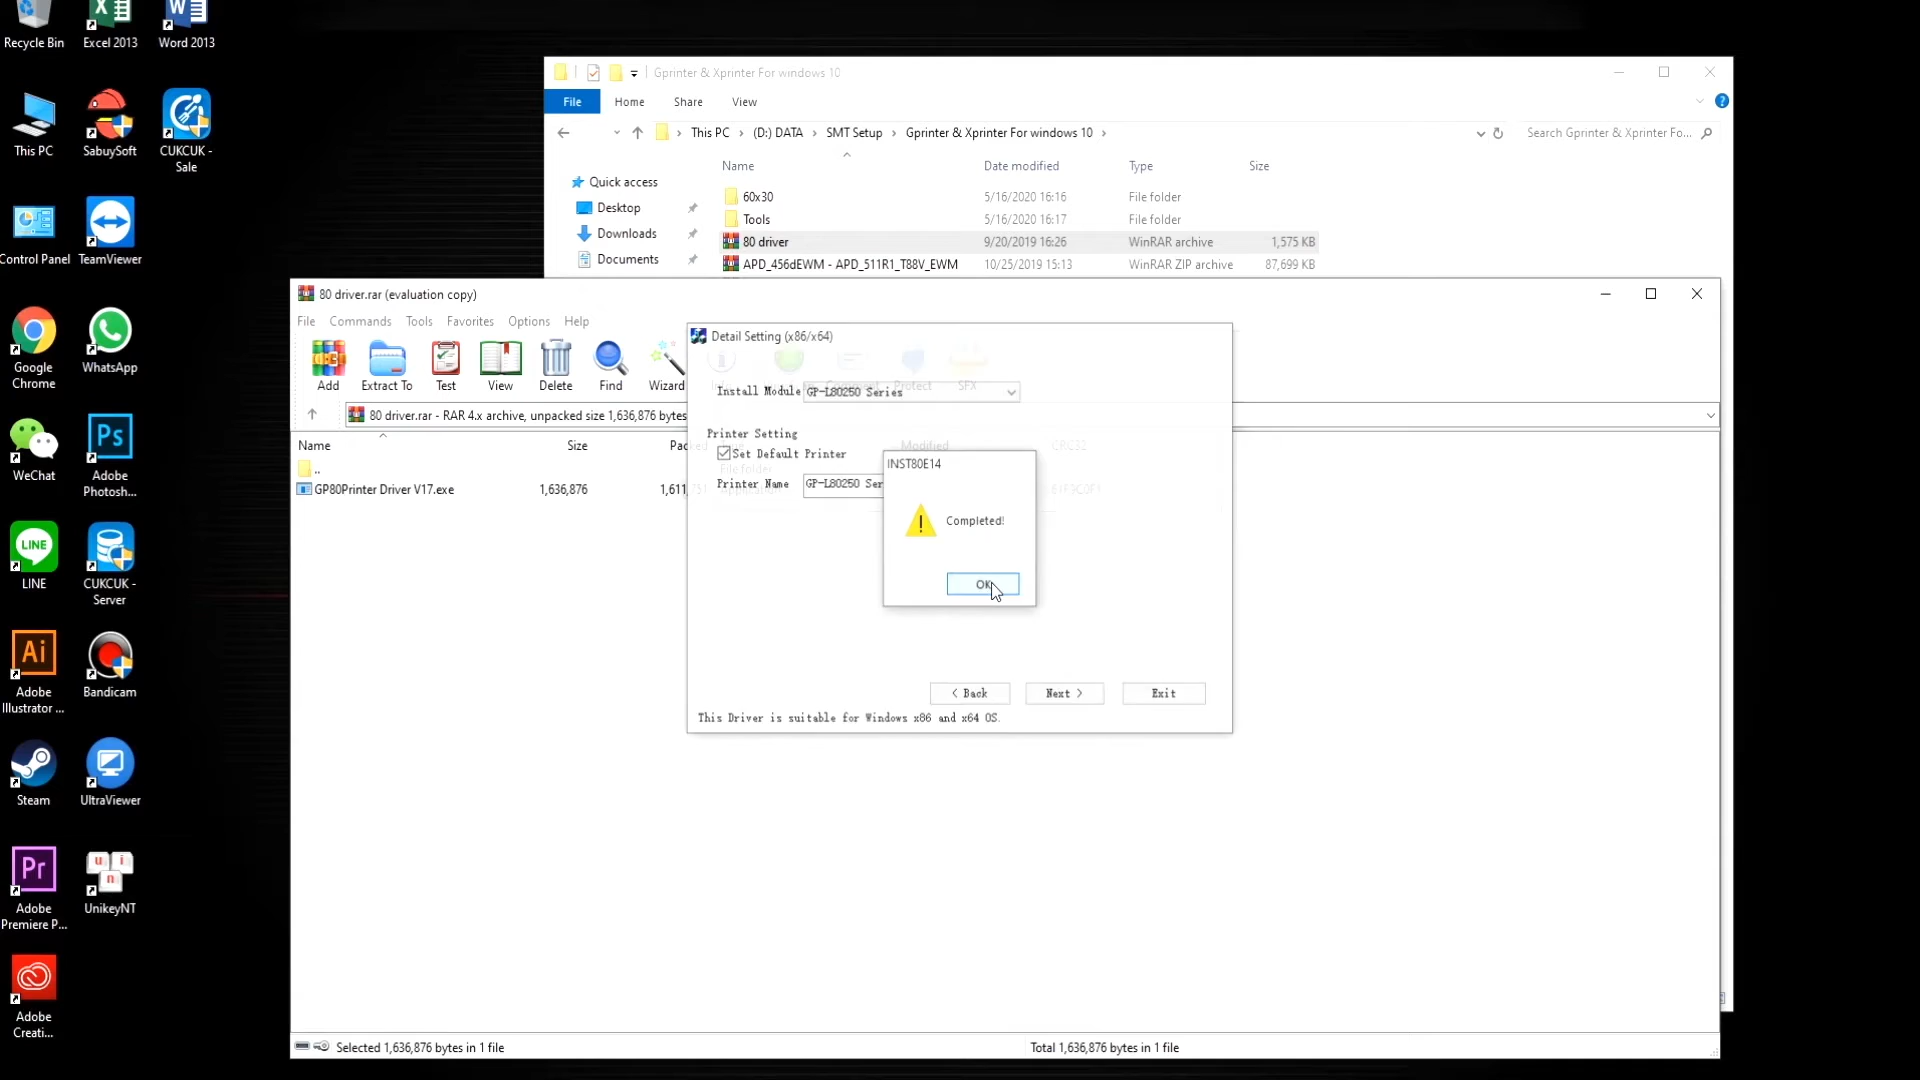 Recycle Bin
Excel 2013
Word 2013
This PC
SabuySoft
CUKCUK -
Sale
Control Panel
TeamViewer
Google
Chrome
WhatsApp
WeChat
Adobe
Photosh...
LINE
CUKCUK -
Server
Adobe
Illustrator ...
Bandicam
Steam
UltraViewer
Adobe
Premiere P...
UnikeyNT
Adobe
Creati...
Gprinter & Xprinter For windows 10
File Home Share View
This PC > (D:) DATA > SMT Setup > Gprinter & Xprinter For windows 10 >
Search Gprinter & Xprinter Fo...
Name Date modified Type Size
Quick access
Desktop
Downloads
Documents
60x30 5/16/2020 16:16 File folder
Tools 5/16/2020 16:17 File folder
80 driver 9/20/2019 16:26 WinRAR archive 1,575 KB
APD_456dEWM - APD_511R1_T88V_EWM 10/25/2019 15:13 WinRAR ZIP archive 87,699 KB
80 driver.rar (evaluation copy)
File Commands Tools Favorites Options Help
Add Extract To Test View Delete Find Wizard Protect SFX
80 driver.rar - RAR 4.x archive, unpacked size 1,636,876 bytes
Name Size Modified CRC32
..
File folder
GP80Printer Driver V17.exe 1,636,876
Detail Setting (x86/x64)
Install Module GP-L80250 Series
Printer Setting
Set Default Printer
Printer Name GP-L80250 Ser
INST80E14
Completed!
OK
< Back Next > Exit
This Driver is suitable for Windows x86 and x64 OS.
Selected 1,636,876 bytes in 1 file
Total 1,636,876 bytes in 1 file